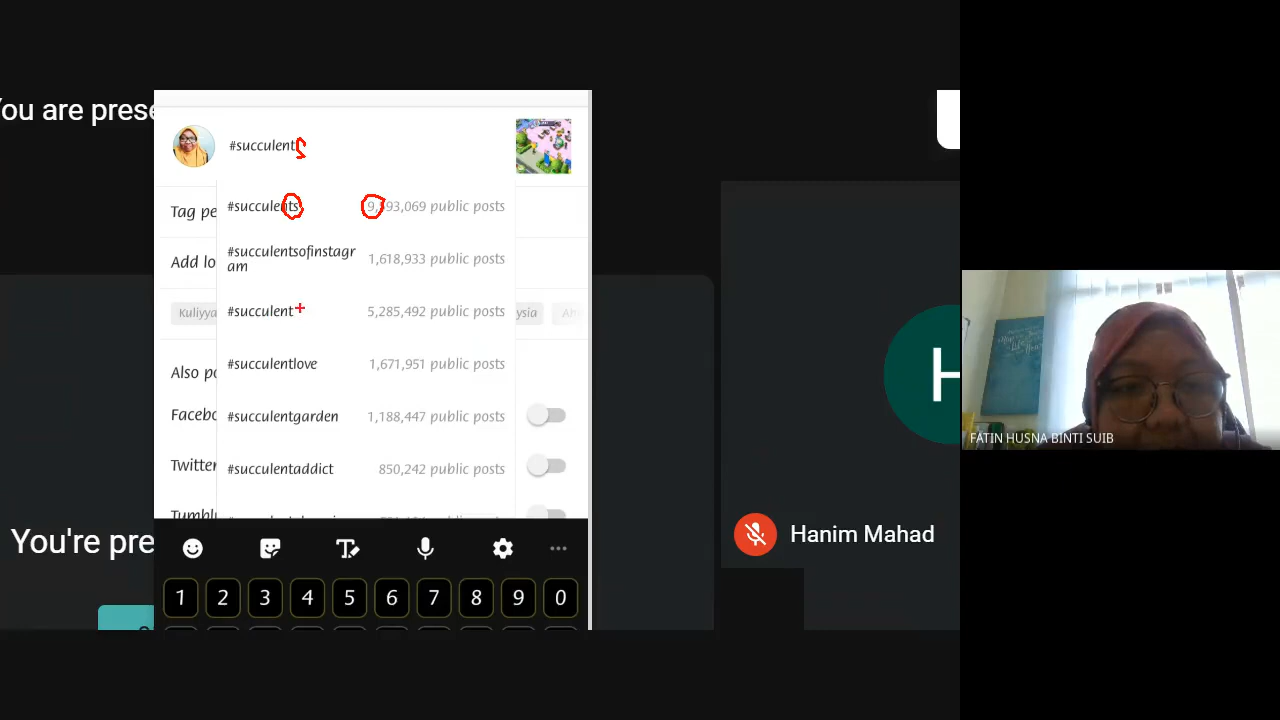 You are prese
#succulent
#succulents 9,393,069 public posts
Tag pe
#succulentsofinstagr
am
1,618,933 public posts
Add lo
#succulent 5,285,492 public posts
Kuliyya
ysia
Am
#succulentlove 1,671,951 public posts
Also po
#succulentgarden 1,188,447 public posts
Facebo
#succulentaddict 850,242 public posts
Twitter
Tumbl
You're pre
1 2 3 4 5 6 7 8 9 0
H
Hanim Mahad
FATIN HUSNA BINTI SUIB